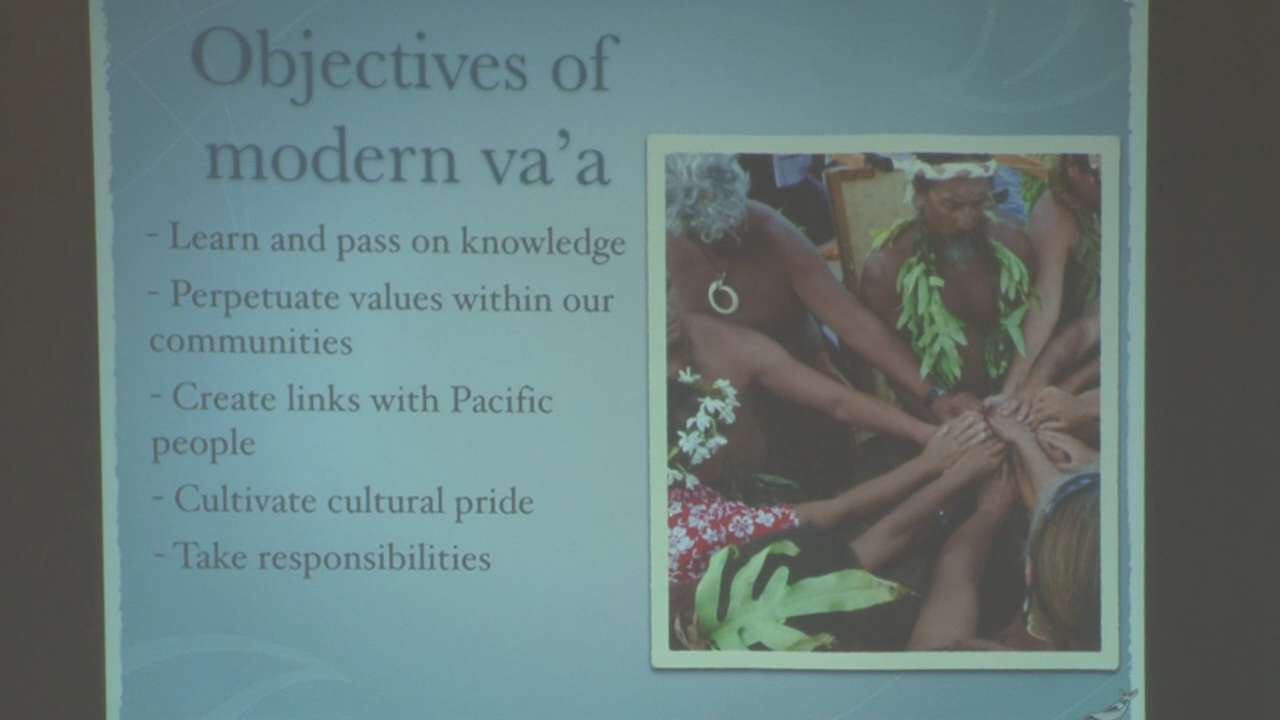 Objectives of
modern va’a
- Learn and pass on knowledge
- Perpetuate values within our
communities
- Create links with Pacific
people
- Cultivate cultural pride
- Take responsibilities